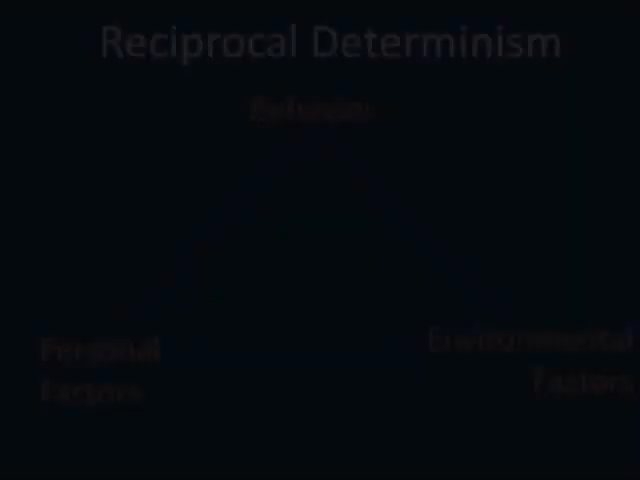 Reciprocal Determinism
Behavior
Personal
Factors
Environmental
Factors